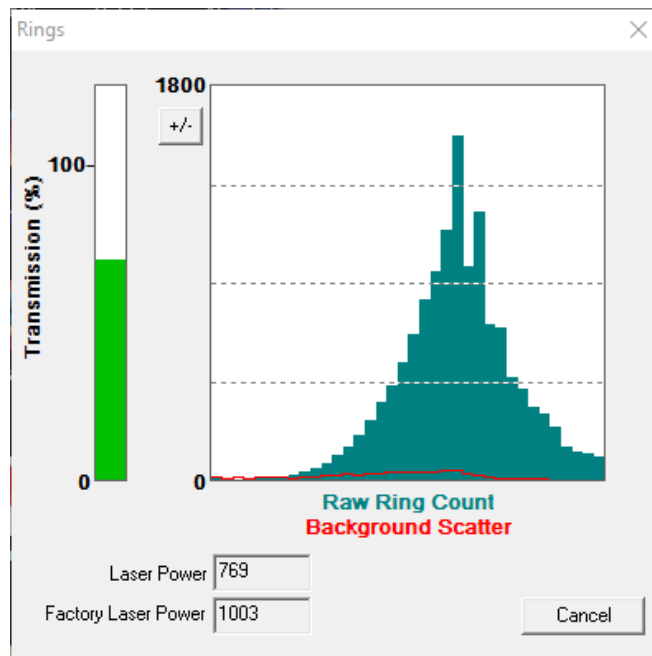 Rings
1800
+/-
100
Transmission (%)
0
0
Raw Ring Count
Background Scatter
Laser Power 769
Factory Laser Power 1003
Cancel